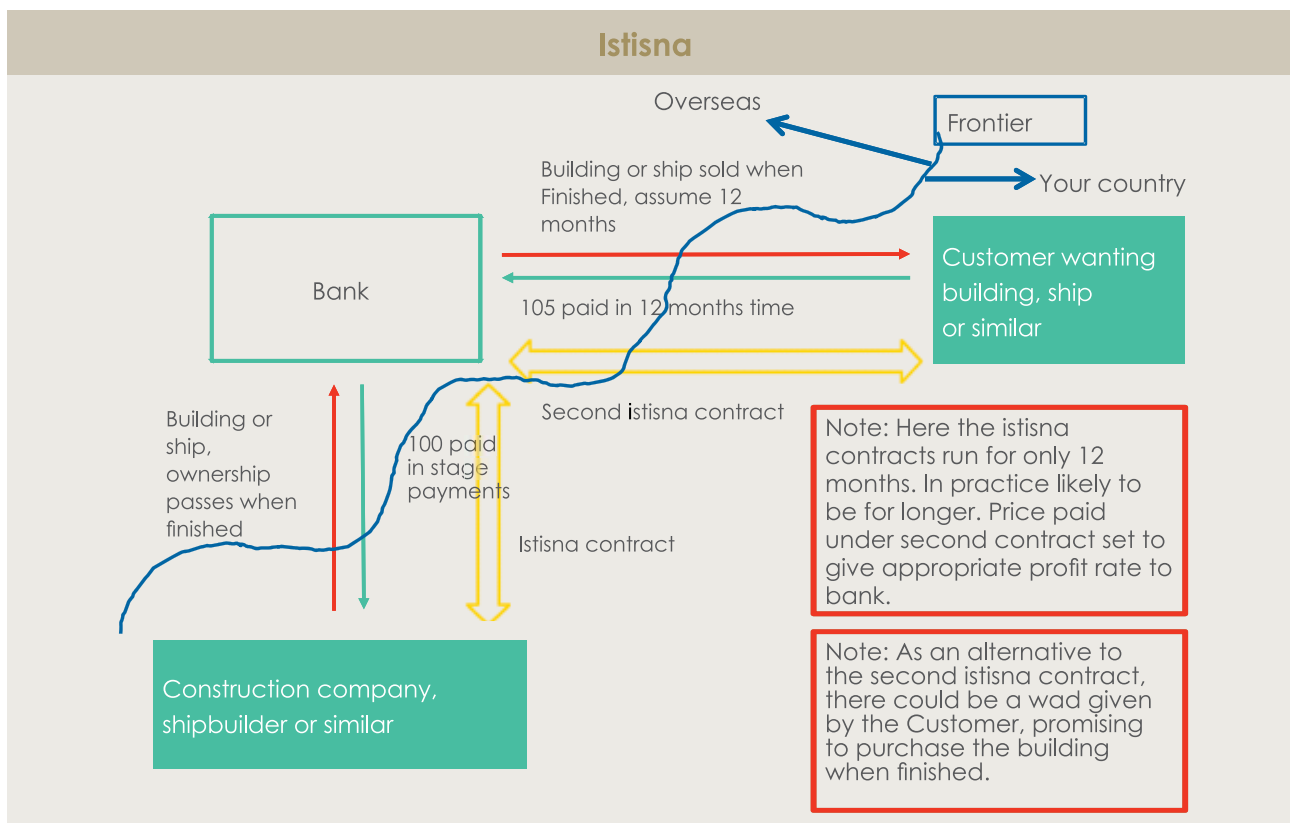 Istisna
Overseas
Frontier
Your country
Building or ship sold when
Finished, assume 12
months
Bank
Customer wanting
building, ship
or similar
105 paid in 12 months time
Second istisna contract
Building or
ship,
ownership
passes when
finished
100 paid
in stage
payments
Istisna contract
Note: Here the istisna
contracts run for only 12
months. In practice likely to
be for longer. Price paid
under second contract set to
give appropriate profit rate to
bank.
Construction company,
shipbuilder or similar
Note: As an alternative to
the second istisna contract,
there could be a wad given
by the Customer, promising
to purchase the building
when finished.